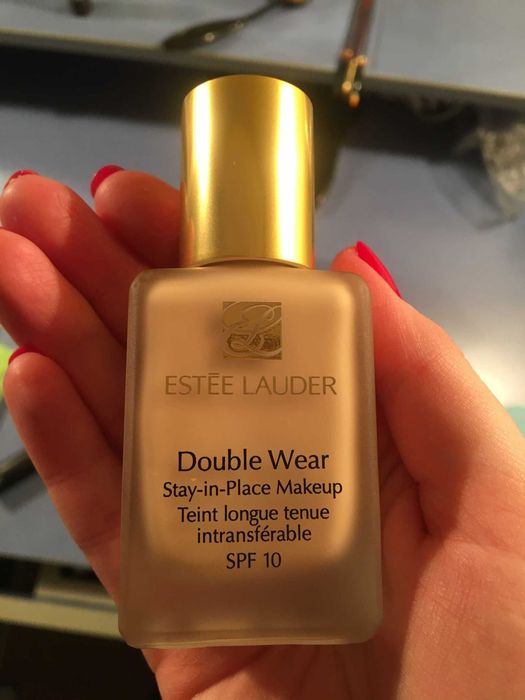 ESTĒE LAUDER
Double Wear
Stay-in-Place Makeup
Teint longue tenue
intransférable
SPF 10